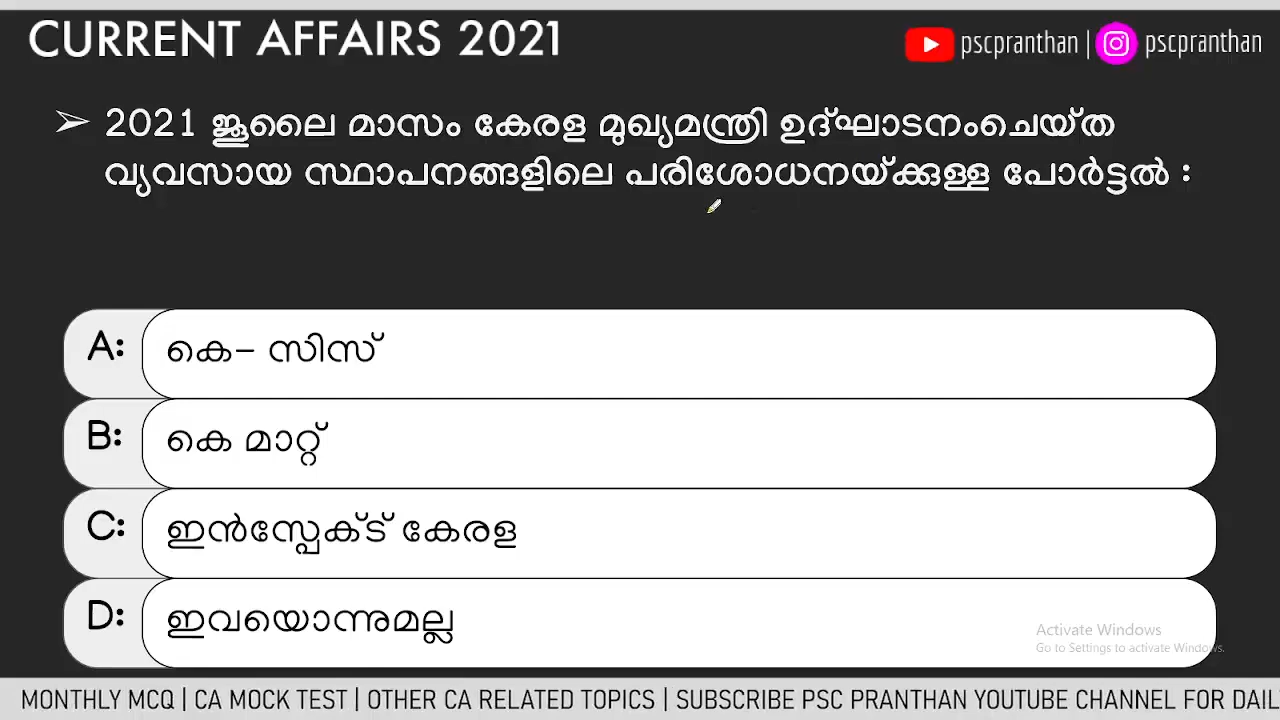 CURRENT AFFAIRS 2021
pscpranthan | pscpranthan
➢ 2021 ജൂലൈ മാസം കേരള മുഖ്യമന്ത്രി ഉദ്ഘാടനംചെയ്ത
വ്യവസായ സ്ഥാപനങ്ങളിലെ പരിശോധനയ്ക്കുള്ള പോർട്ടൽ :
A: കെ– സിസ്
B: കെ മാറ്റ്
C: ഇൻസ്പേക്ട് കേരള
D: ഇവയൊന്നുമല്ല
Activate Windows
Go to Settings to activate Windows.
MONTHLY MCQ | CA MOCK TEST | OTHER CA RELATED TOPICS | SUBSCRIBE PSC PRANTHAN YOUTUBE CHANNEL FOR DAIL